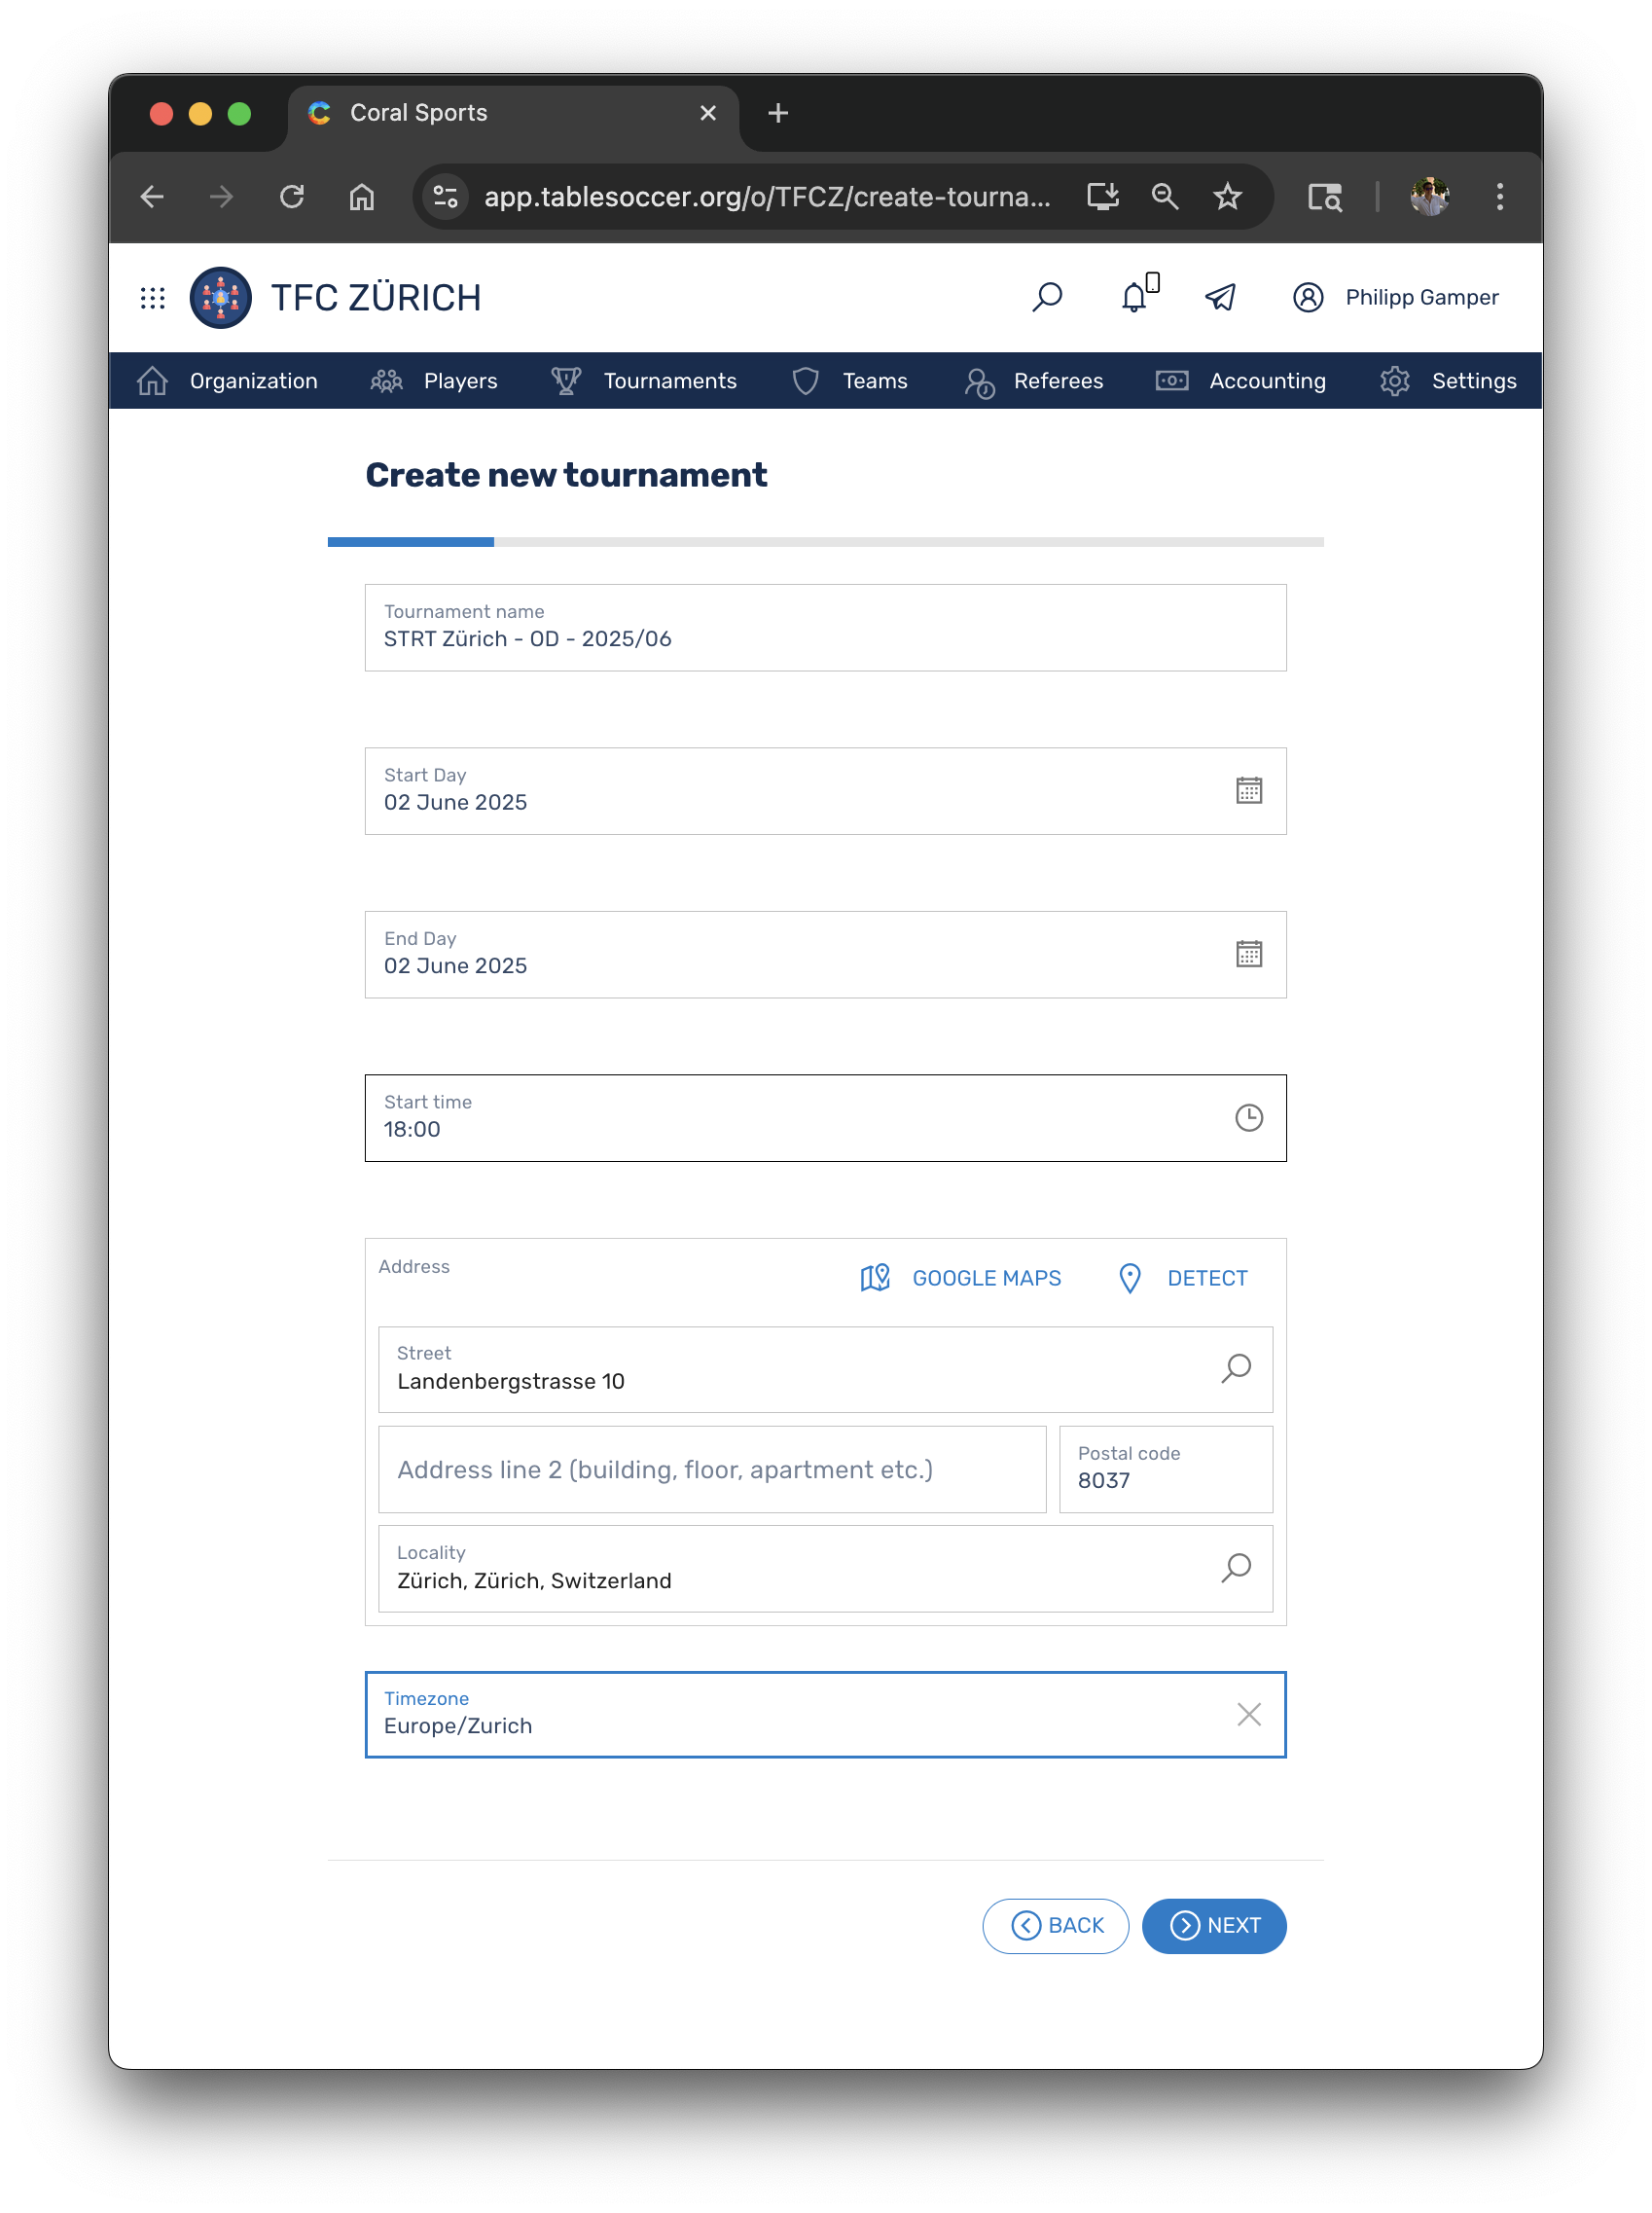 Coral Sports
app.tablesoccer.org/o/TFCZ/create-tourna...
TFC ZÜRICH
Philipp Gamper
Organization
Players
Tournaments
Teams
Referees
Accounting
Settings
Create new tournament
Tournament name
STRT Zürich - OD - 2025/06
Start Day
02 June 2025
End Day
02 June 2025
Start time
18:00
Address
GOOGLE MAPS
DETECT
Street
Landenbergstrasse 10
Address line 2 (building, floor, apartment etc.)
Postal code
8037
Locality
Zürich, Zürich, Switzerland
Timezone
Europe/Zurich
BACK
NEXT